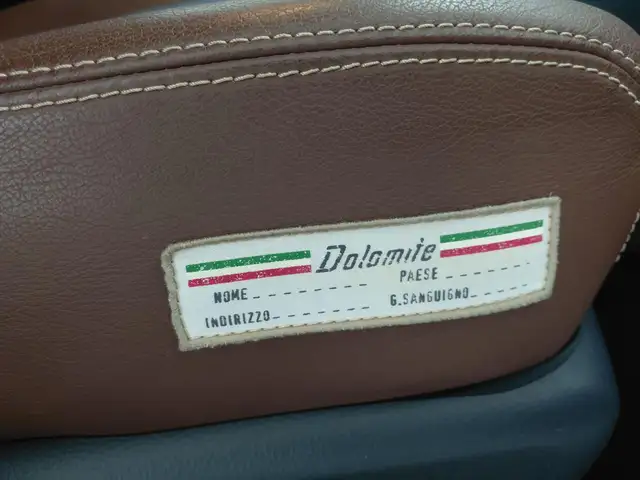 Dolomite
NOME PAESE
INDIRIZZO G.SANGUIGNO